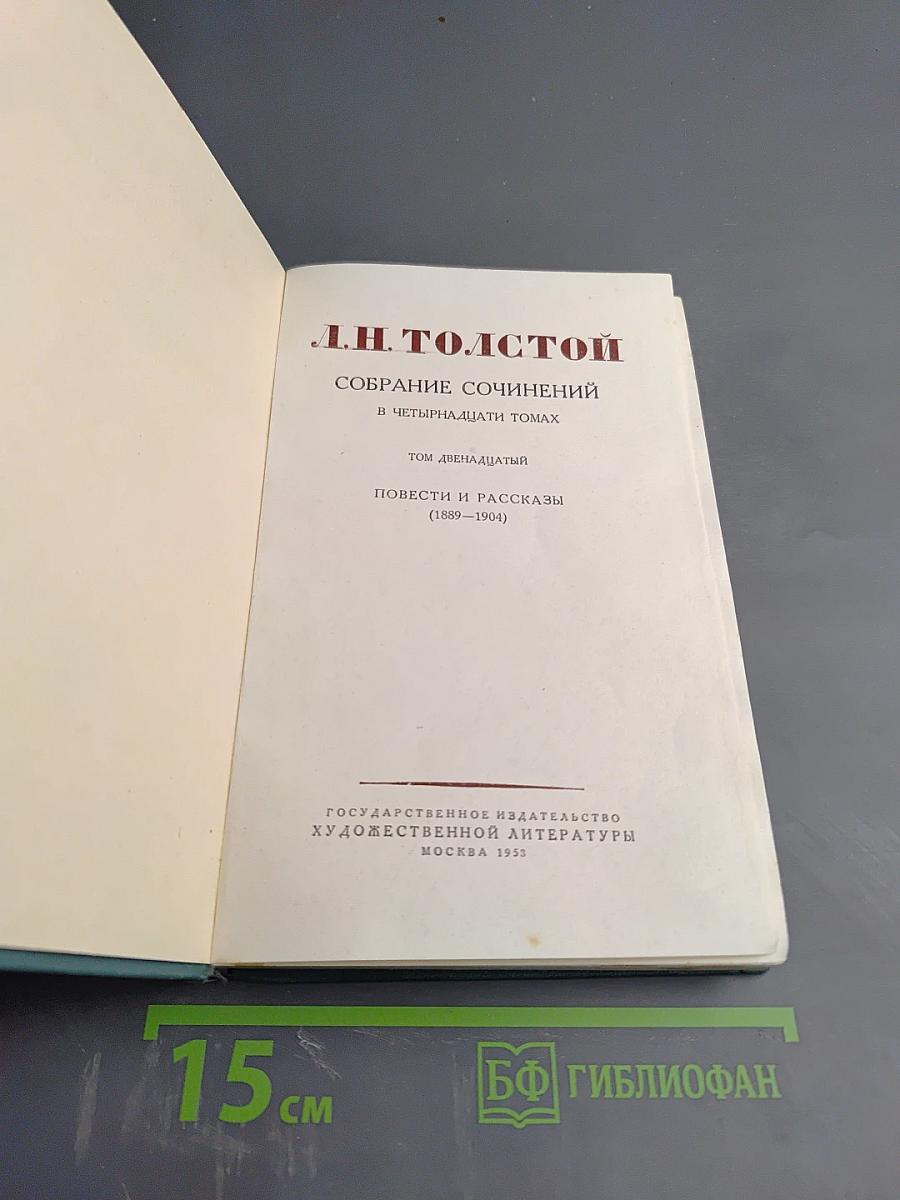 Л.Н.ТОЛСТОЙ
СОБРАНИЕ СОЧИНЕНИЙ
В ЧЕТЫРНАДЦАТИ ТОМАХ
ТОМ ДВЕНАДЦАТЫЙ
ПОВЕСТИ И РАССКАЗЫ
(1889—1904)
ГОСУДАРСТВЕННОЕ ИЗДАТЕЛЬСТВО
ХУДОЖЕСТВЕННОЙ ЛИТЕРАТУРЫ
МОСКВА 1953
15 см
БФ ГИБЛИОФАН